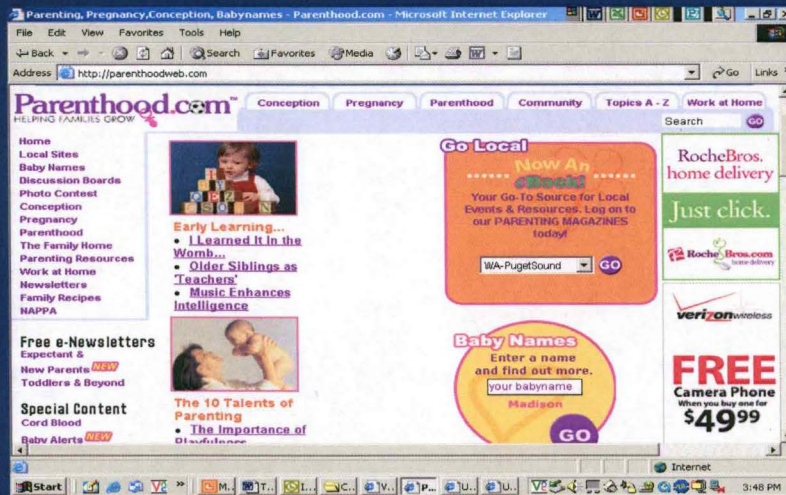 Parenting, Pregnancy,Conception, Babynames - Parenthood.com - Microsoft Internet Explorer
File Edit View Favorites Tools Help
Back Search Favorites Media
Address http://parenthoodweb.com Go Links
Parenthood.com™
HELPING FAMILIES GROW
Conception Pregnancy Parenthood Community Topics A - Z Work at Home
Search GO
Home
Local Sites
Baby Names
Discussion Boards
Photo Contest
Conception
Pregnancy
Parenthood
The Family Home
Parenting Resources
Work at Home
Newsletters
Family Recipes
NAPPA
Free e-Newsletters
Expectant &
New Parents NEW
Toddlers & Beyond
Special Content
Cord Blood
Baby Alerts NEW
Early Learning...
• I Learned It In the
Womb...
• Older Siblings as
'Teachers'
• Music Enhances
Intelligence
The 10 Talents of
Parenting
• The Importance of
Playfulness
Go Local
Now An
eBook!
Your Go-To Source for Local
Events & Resources. Log on to
our PARENTING MAGAZINES
today!
WA-PugetSound GO
Baby Names
Enter a name
and find out more.
your babyname
Madison
GO
RocheBros.
home delivery
Just click.
RocheBros.com
home delivery
verizonwireless
FREE
Camera Phone
When you buy one for
$49⁹⁹
Internet
Start M.. T.. I... C... V.. P... U.. U.. 3:48 PM